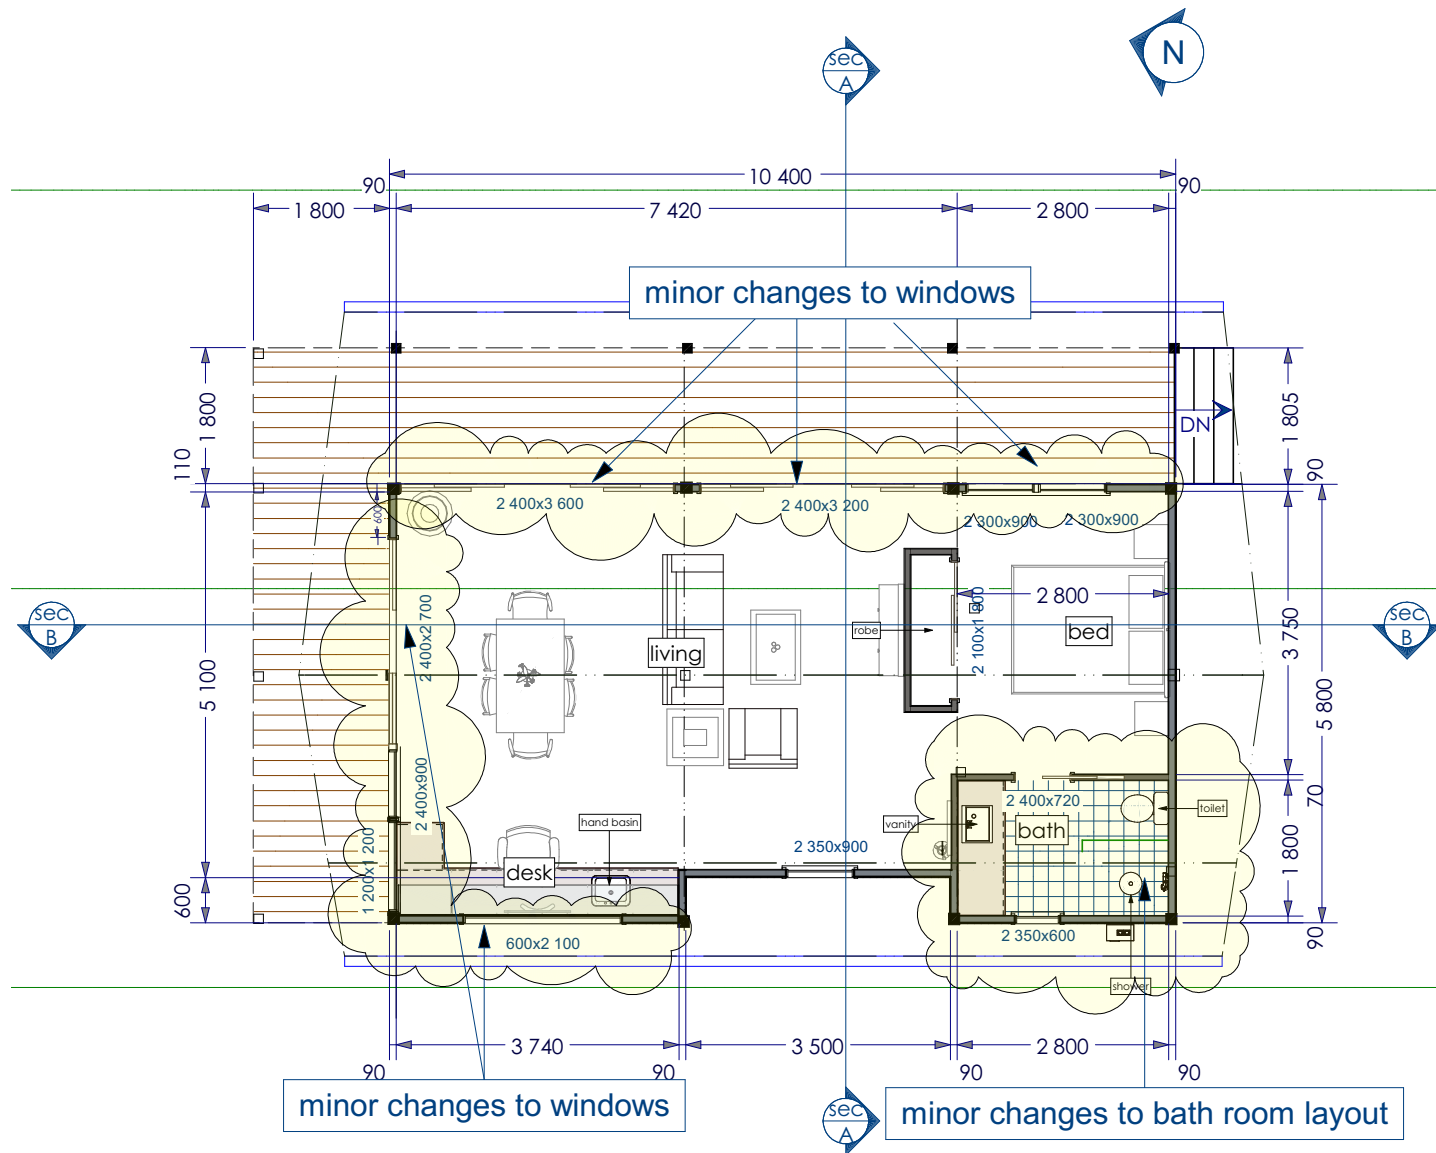 N
sec
A
10 400
90
90
1 800
7 420
2 800
minor changes to windows
1 800
110
1 805
DN
90
600
2 400x3 600
2 400x3 200
2 300x900
2 300x900
2 800
robe
2 100x1 800
bed
living
2 400x2 700
sec
B
sec
B
5 100
3 750
5 800
2 400x900
1 200x1 200
hand basin
desk
2 350x900
vanity
2 400x720
bath
toilet
70
1 800
600
600x2 100
2 350x600
90
shower
3 740
3 500
2 800
90
90
90
90
minor changes to windows
sec
A
minor changes to bath room layout